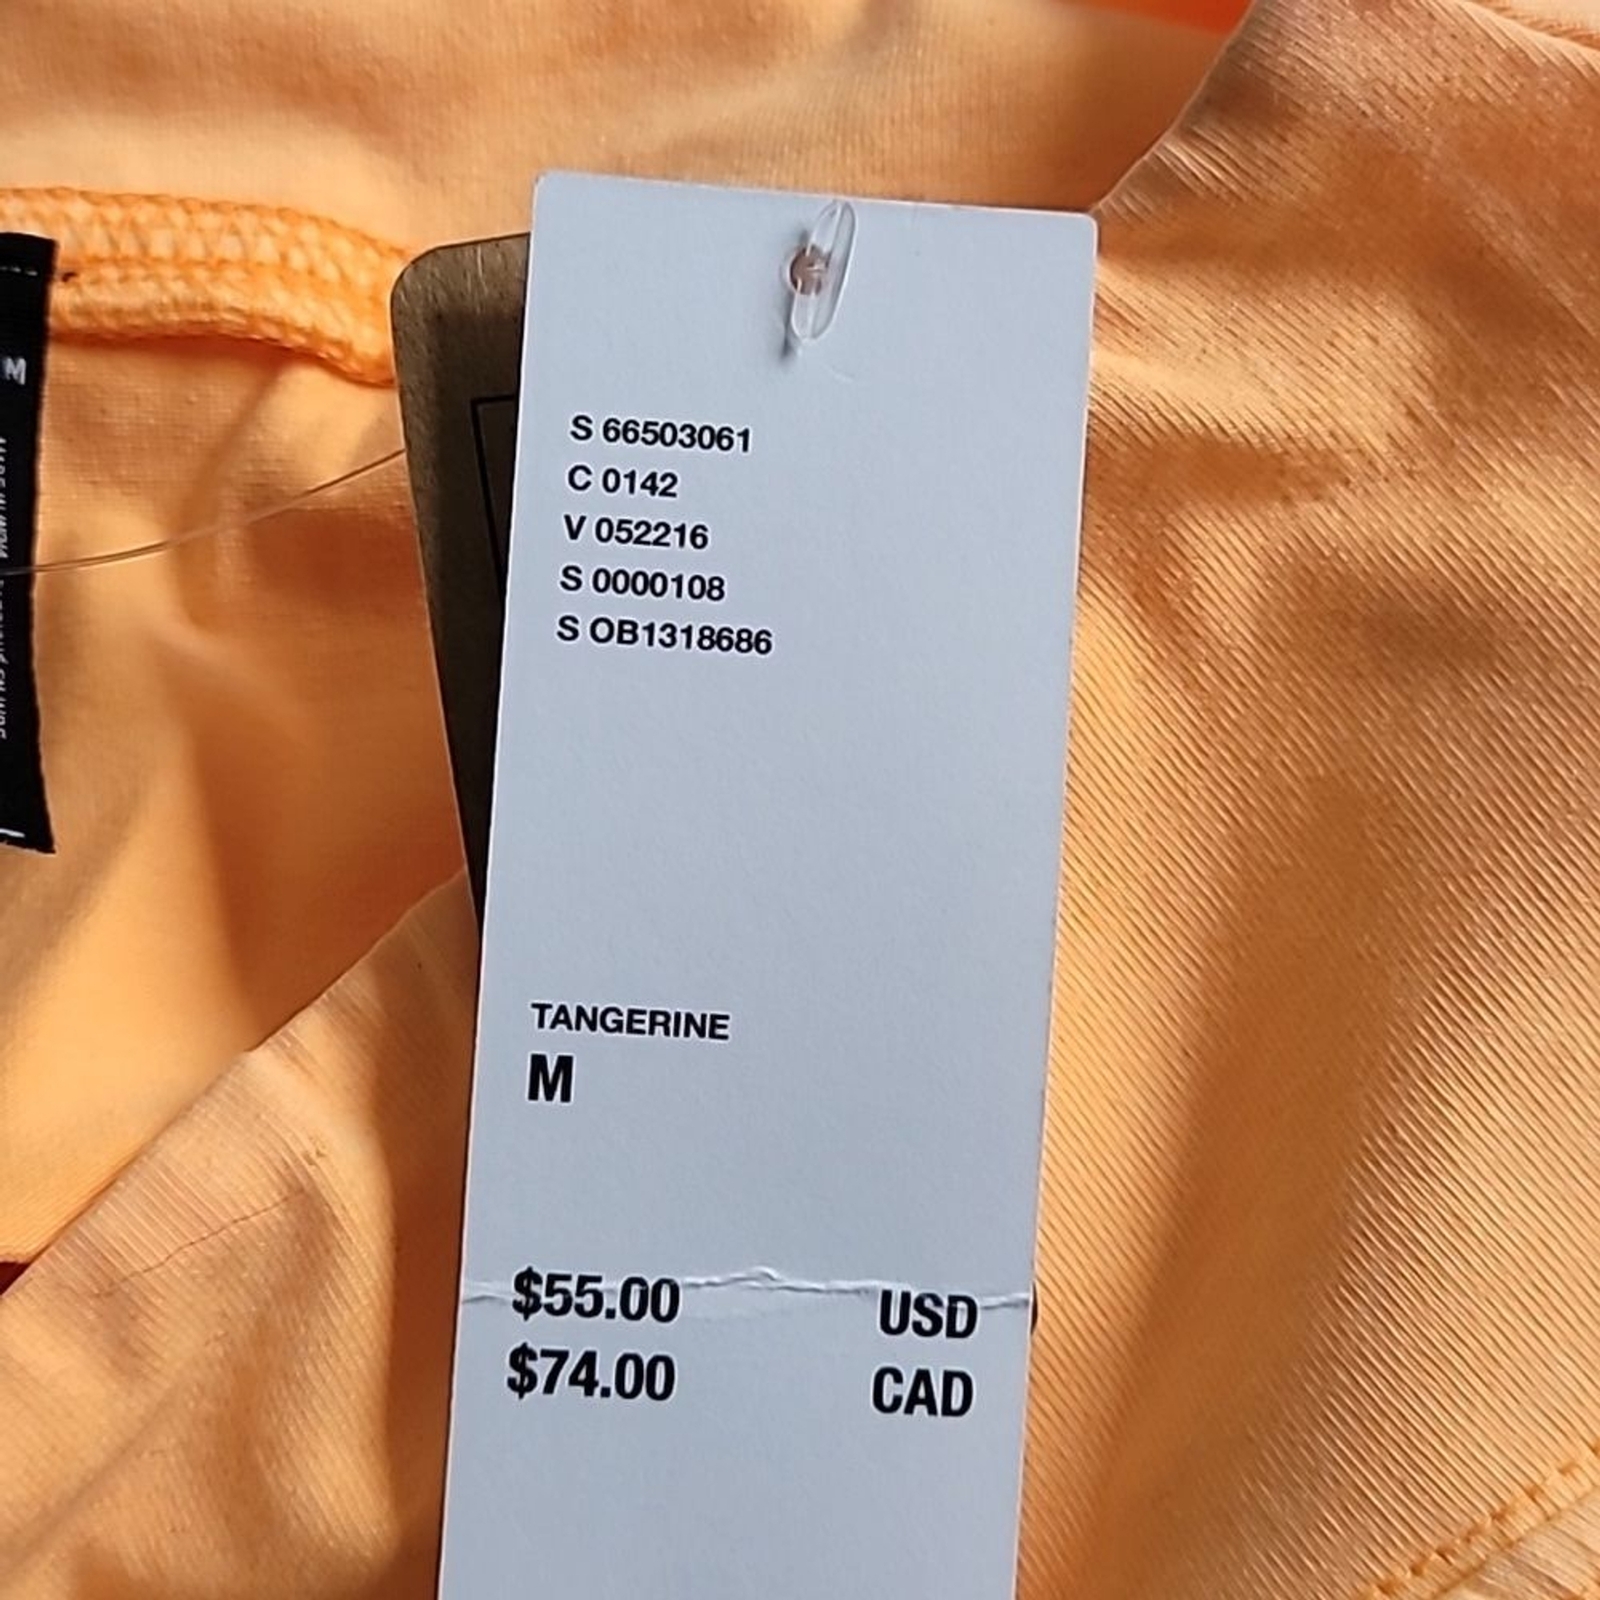 M
S 66503061
C 0142
V 052216
S 0000108
S OB1318686
TANGERINE
M
$55.00 USD
$74.00 CAD